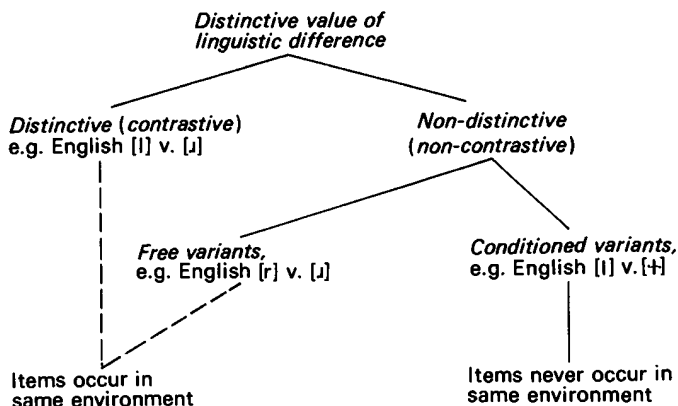 Distinctive value of
linguistic difference
Distinctive (contrastive)
e.g. English [l] v. [ɹ]
Non-distinctive
(non-contrastive)
Free variants,
e.g. English [r] v. [ɹ]
Conditioned variants,
e.g. English [l] v. [ɫ]
Items occur in
same environment
Items never occur in
same environment